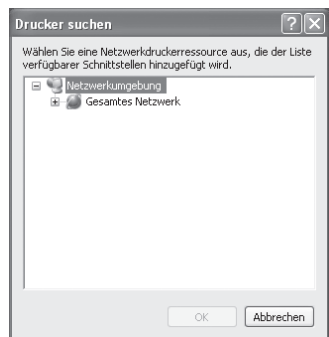 Drucker suchen
Wählen Sie eine Netzwerkdruckerressource aus, die der Liste
verfügbarer Schnittstellen hinzugefügt wird.
Netzwerkumgebung
Gesamtes Netzwerk
OK
Abbrechen